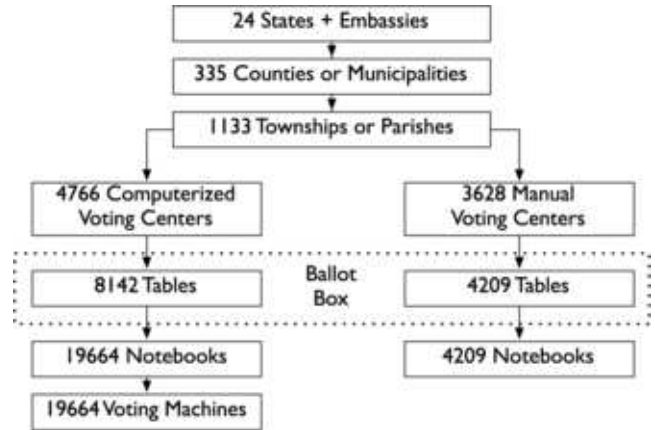 24 States + Embassies
335 Counties or Municipalities
1133 Townships or Parishes
4766 Computerized
Voting Centers
3628 Manual
Voting Centers
8142 Tables
Ballot
Box
4209 Tables
19664 Notebooks
4209 Notebooks
19664 Voting Machines